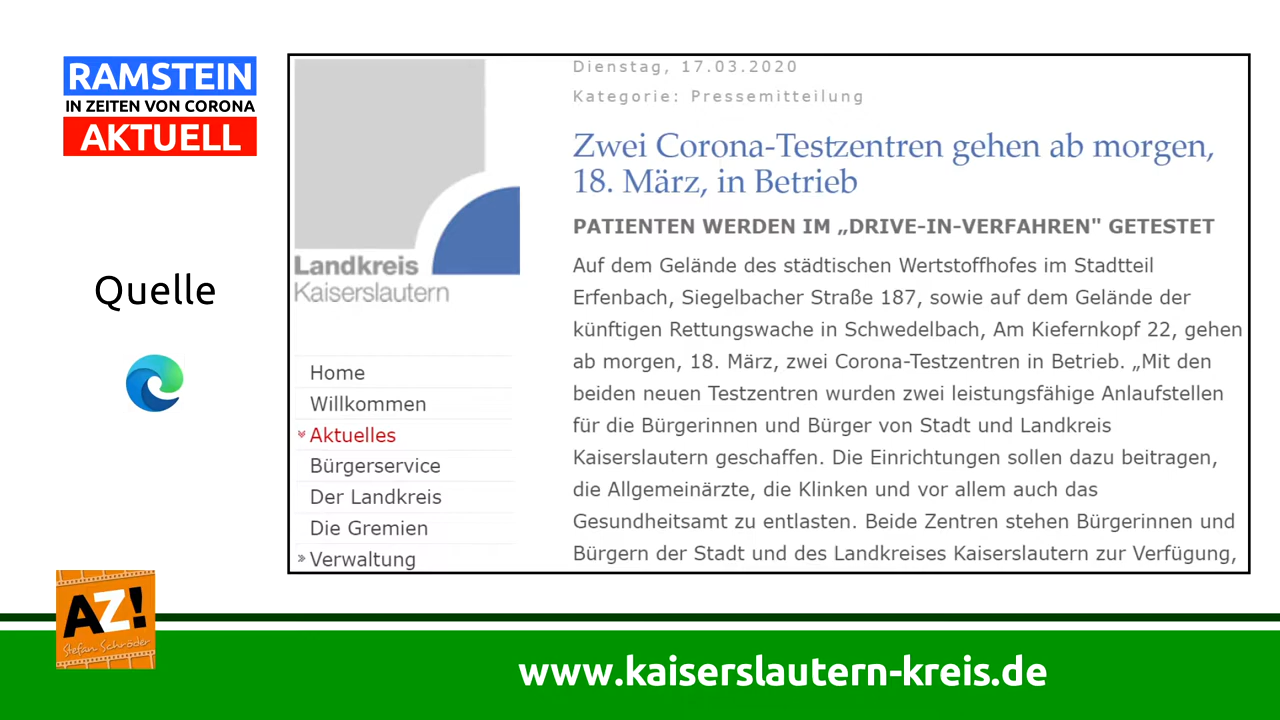 RAMSTEIN
IN ZEITEN VON CORONA
AKTUELL
Quelle
Landkreis
Kaiserslautern
Home
Willkommen
Aktuelles
Bürgerservice
Der Landkreis
Die Gremien
Verwaltung
Dienstag, 17.03.2020
Kategorie: Pressemitteilung
Zwei Corona-Testzentren gehen ab morgen,
18. März, in Betrieb
PATIENTEN WERDEN IM „DRIVE-IN-VERFAHREN" GETESTET
Auf dem Gelände des städtischen Wertstoffhofes im Stadtteil
Erfenbach, Siegelbacher Straße 187, sowie auf dem Gelände der
künftigen Rettungswache in Schwedelbach, Am Kiefernkopf 22, gehen
ab morgen, 18. März, zwei Corona-Testzentren in Betrieb. „Mit den
beiden neuen Testzentren wurden zwei leistungsfähige Anlaufstellen
für die Bürgerinnen und Bürger von Stadt und Landkreis
Kaiserslautern geschaffen. Die Einrichtungen sollen dazu beitragen,
die Allgemeinärzte, die Klinken und vor allem auch das
Gesundheitsamt zu entlasten. Beide Zentren stehen Bürgerinnen und
Bürgern der Stadt und des Landkreises Kaiserslautern zur Verfügung,
AZ!
Stefan Schröder
www.kaiserslautern-kreis.de